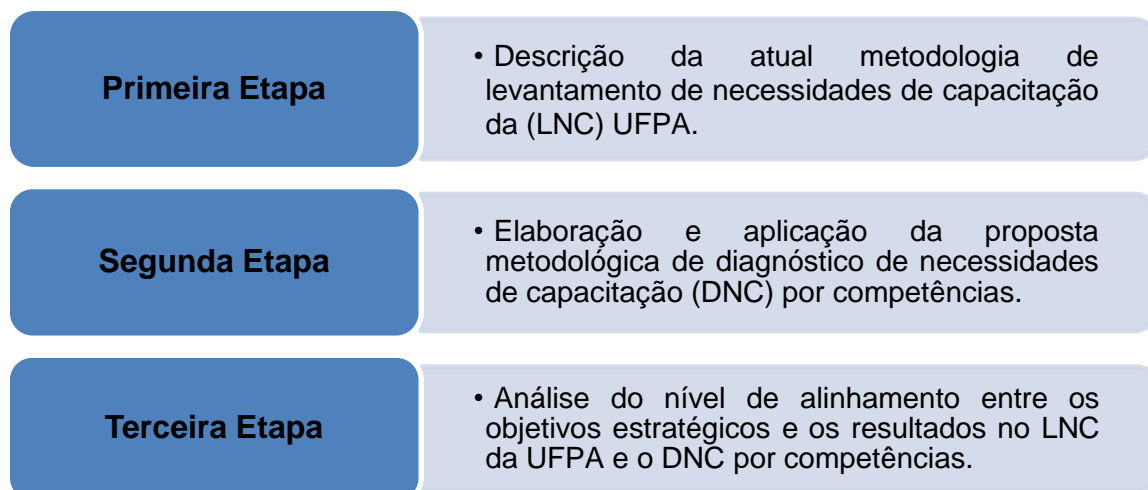 Primeira Etapa
• Descrição da atual metodologia de
levantamento de necessidades de capacitação
da (LNC) UFPA.
Segunda Etapa
• Elaboração e aplicação da proposta
metodológica de diagnóstico de necessidades
de capacitação (DNC) por competências.
Terceira Etapa
• Análise do nível de alinhamento entre os
objetivos estratégicos e os resultados no LNC
da UFPA e o DNC por competências.